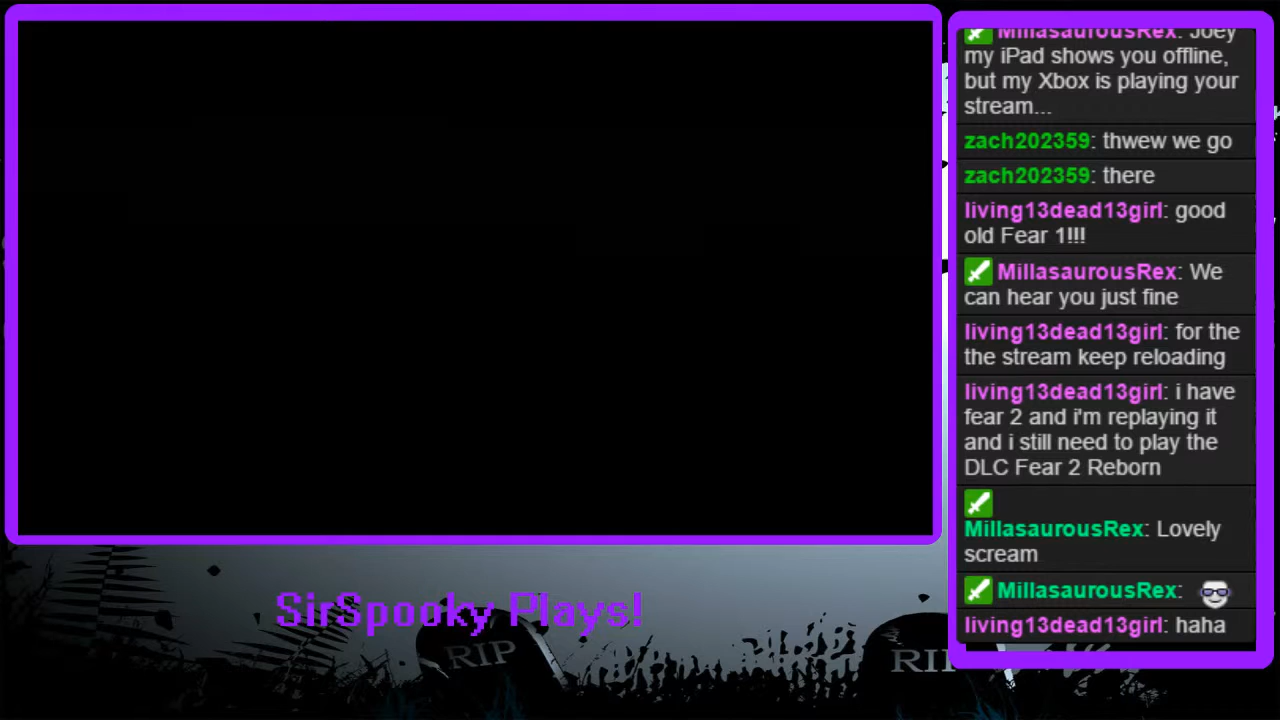 MillasaurousRex: Joey
my iPad shows you offline,
but my Xbox is playing your
stream...
zach202359: thwew we go
zach202359: there
living13dead13girl: good
old Fear 1!!!
MillasaurousRex: We
can hear you just fine
living13dead13girl: for the
the stream keep reloading
living13dead13girl: i have
fear 2 and i'm replaying it
and i still need to play the
DLC Fear 2 Reborn
MillasaurousRex: Lovely
scream
MillasaurousRex:
living13dead13girl: haha
SirSpooky Plays!
RIP
RIP